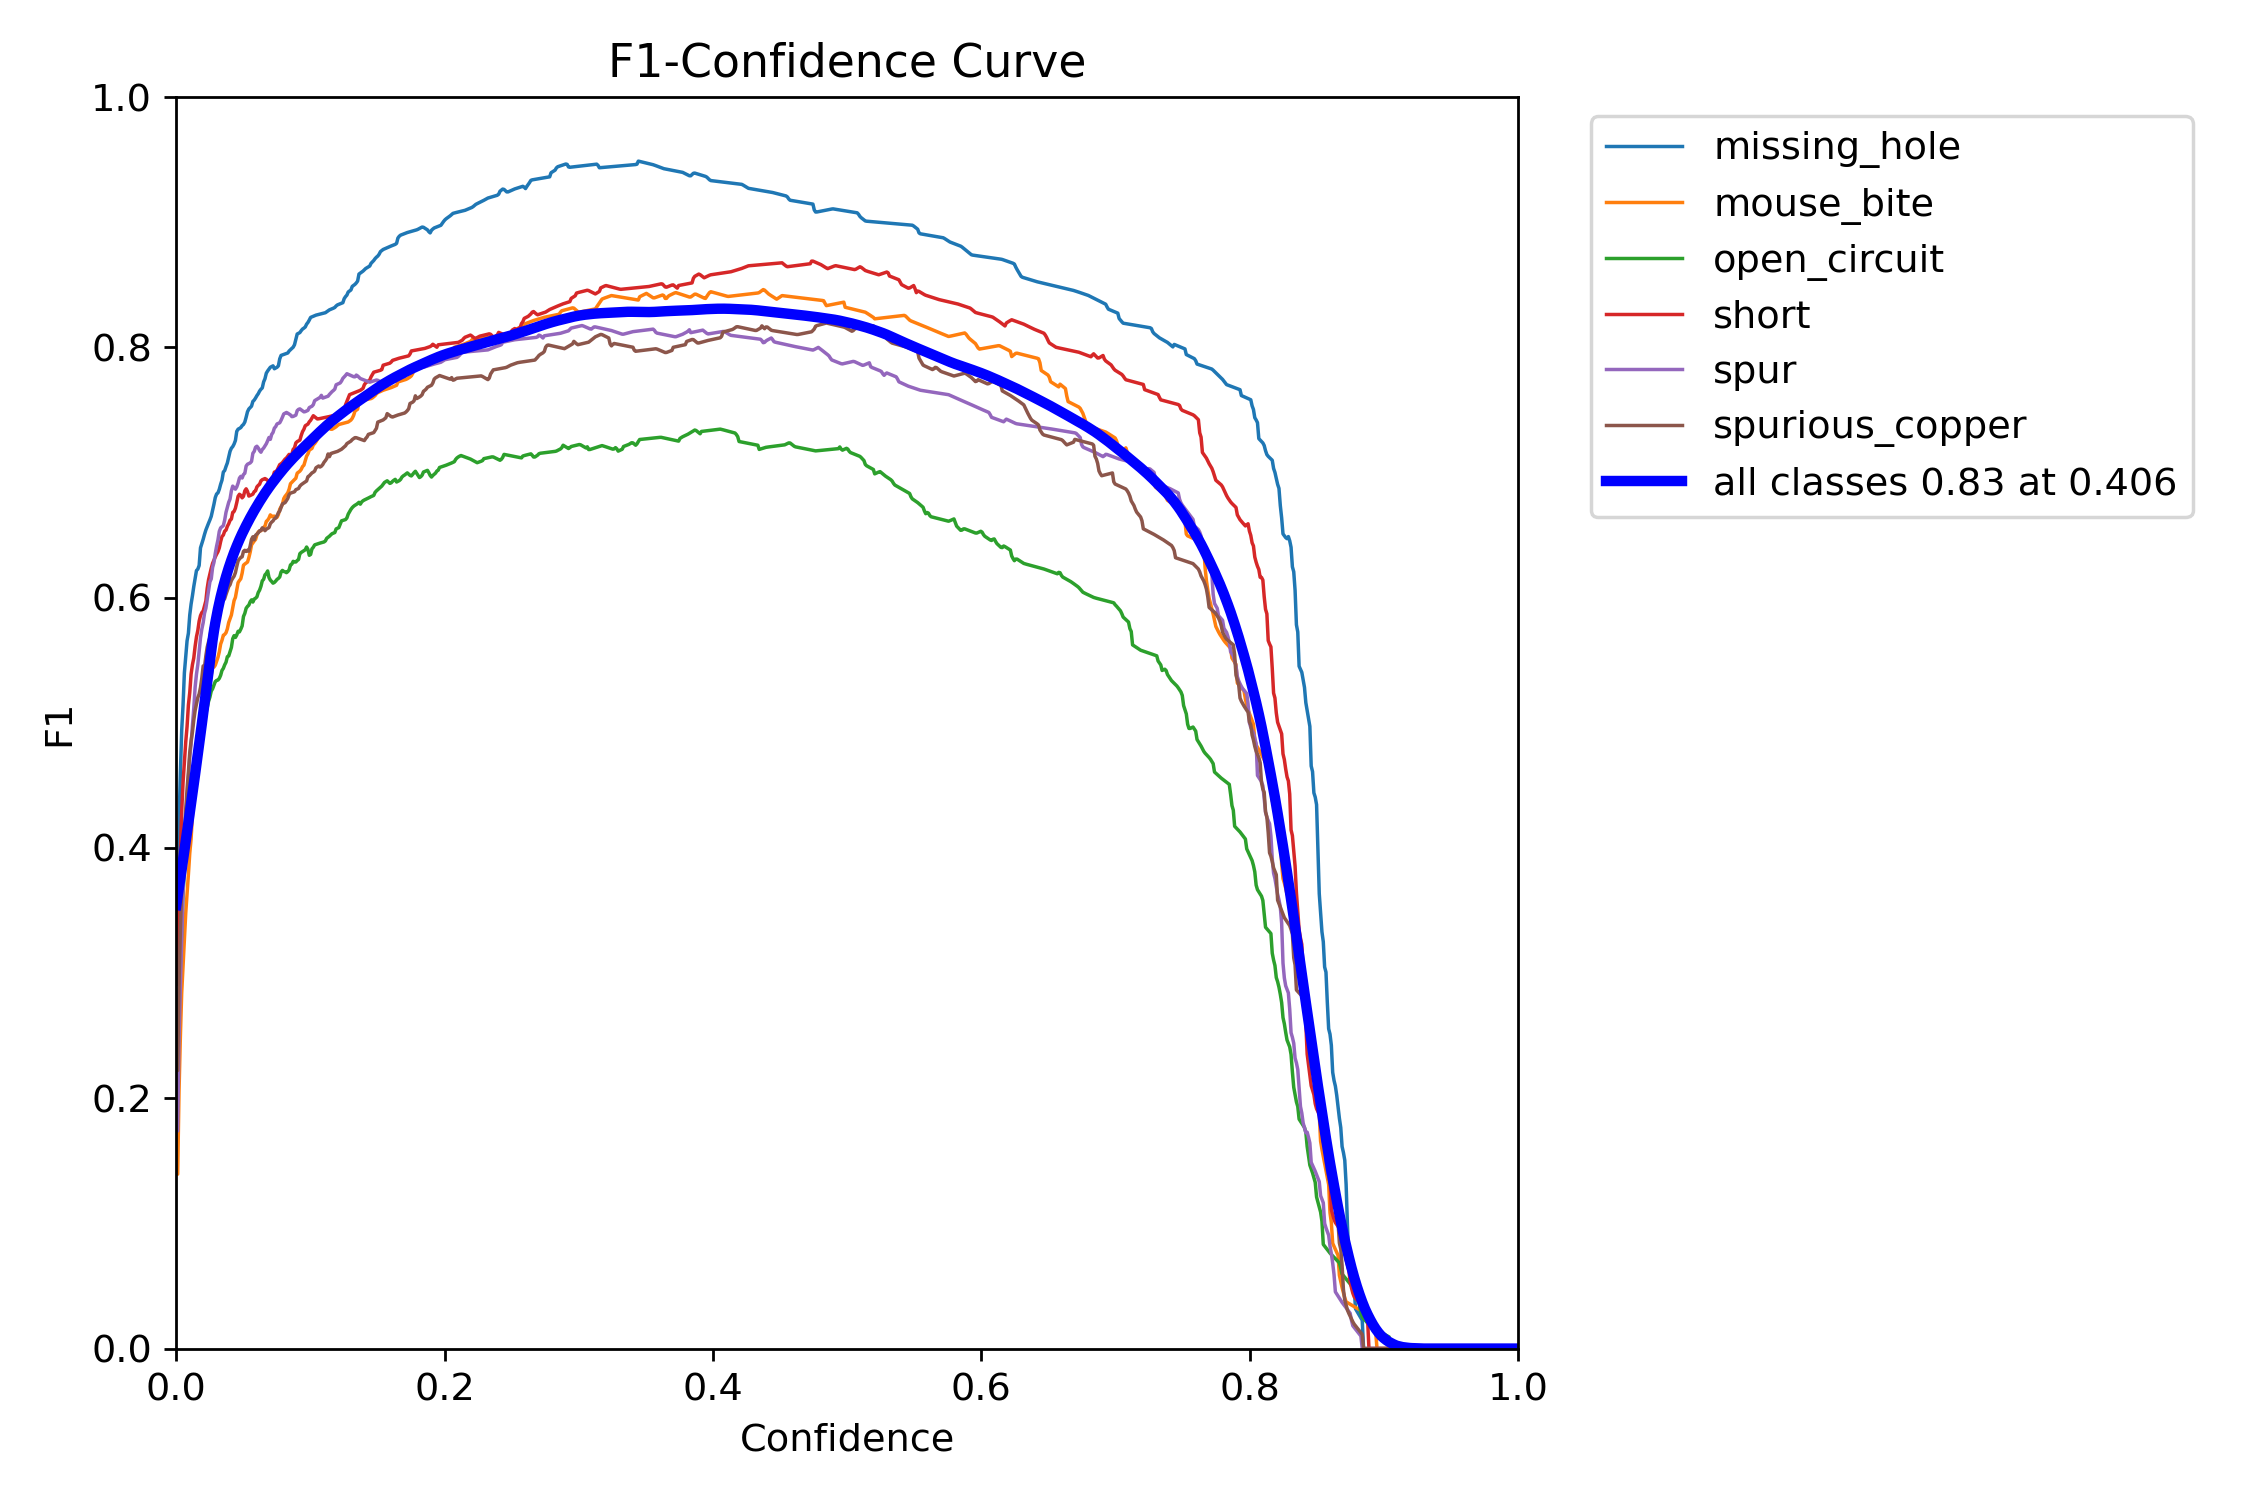 F1-Confidence Curve
1.0
0.8
0.6
0.4
0.2
0.0
F1
0.0 0.2 0.4 0.6 0.8 1.0
Confidence
missing_hole
mouse_bite
open_circuit
short
spur
spurious_copper
all classes 0.83 at 0.406